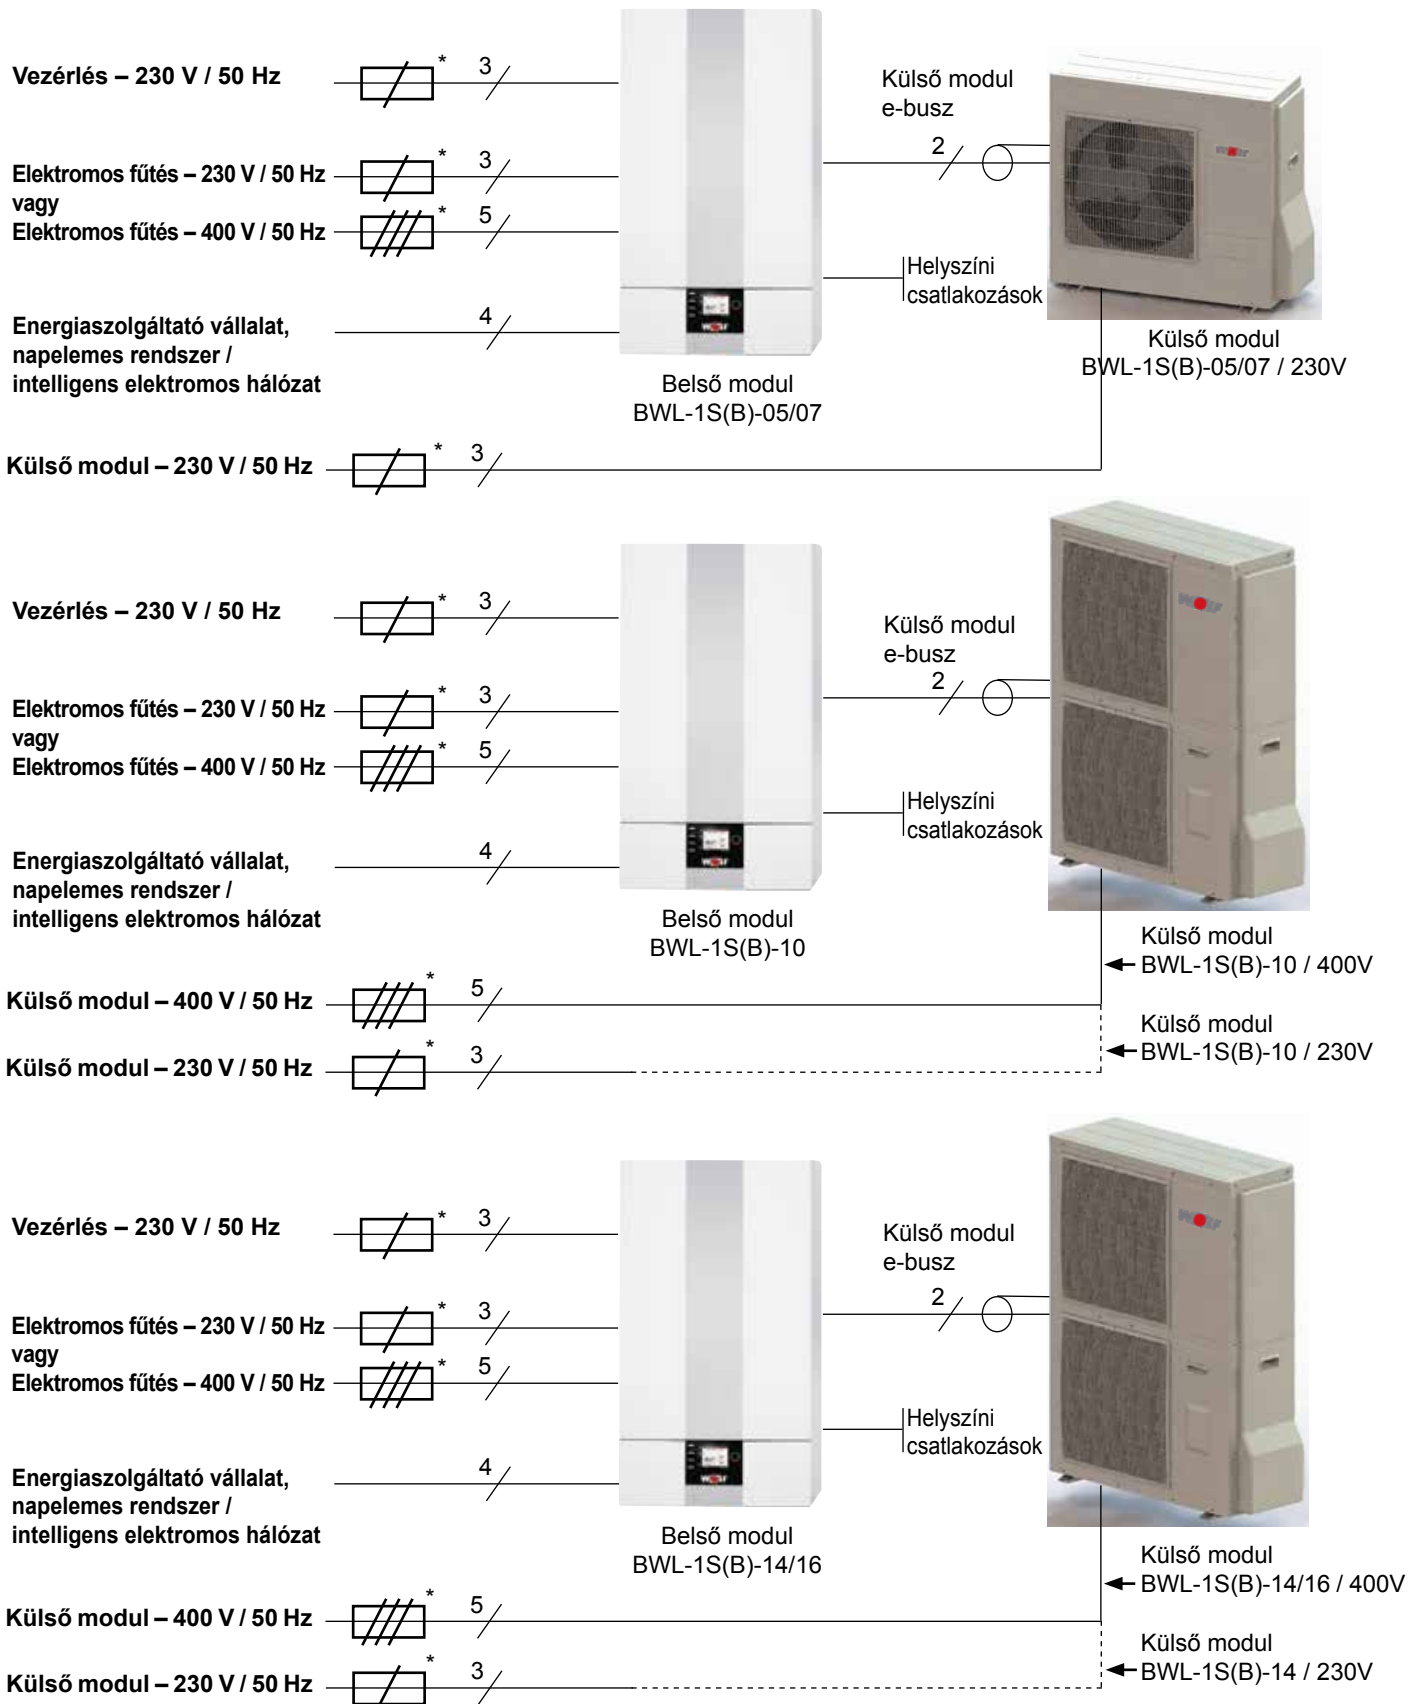 Vezérlés – 230 V / 50 Hz
*
3
Elektromos fűtés – 230 V / 50 Hz
*
3
vagy
Elektromos fűtés – 400 V / 50 Hz
*
5
Energiaszolgáltató vállalat,
napelemes rendszer /
intelligens elektromos hálózat
4
WOLF
Belső modul
BWL-1S(B)-05/07
Külső modul
e-busz
2
Helyszíni
csatlakozások
WOLF
Külső modul
BWL-1S(B)-05/07 / 230V
Külső modul – 230 V / 50 Hz
*
3
Vezérlés – 230 V / 50 Hz
*
3
Elektromos fűtés – 230 V / 50 Hz
*
3
vagy
Elektromos fűtés – 400 V / 50 Hz
*
5
Energiaszolgáltató vállalat,
napelemes rendszer /
intelligens elektromos hálózat
4
WOLF
Belső modul
BWL-1S(B)-10
Külső modul
e-busz
2
Helyszíni
csatlakozások
WOLF
Külső modul
BWL-1S(B)-10 / 400V
Külső modul – 400 V / 50 Hz
*
5
Külső modul
BWL-1S(B)-10 / 230V
Külső modul – 230 V / 50 Hz
*
3
Vezérlés – 230 V / 50 Hz
*
3
Elektromos fűtés – 230 V / 50 Hz
*
3
vagy
Elektromos fűtés – 400 V / 50 Hz
*
5
Energiaszolgáltató vállalat,
napelemes rendszer /
intelligens elektromos hálózat
4
WOLF
Belső modul
BWL-1S(B)-14/16
Külső modul
e-busz
2
Helyszíni
csatlakozások
WOLF
Külső modul
BWL-1S(B)-14/16 / 400V
Külső modul – 400 V / 50 Hz
*
5
Külső modul
BWL-1S(B)-14 / 230V
Külső modul – 230 V / 50 Hz
*
3